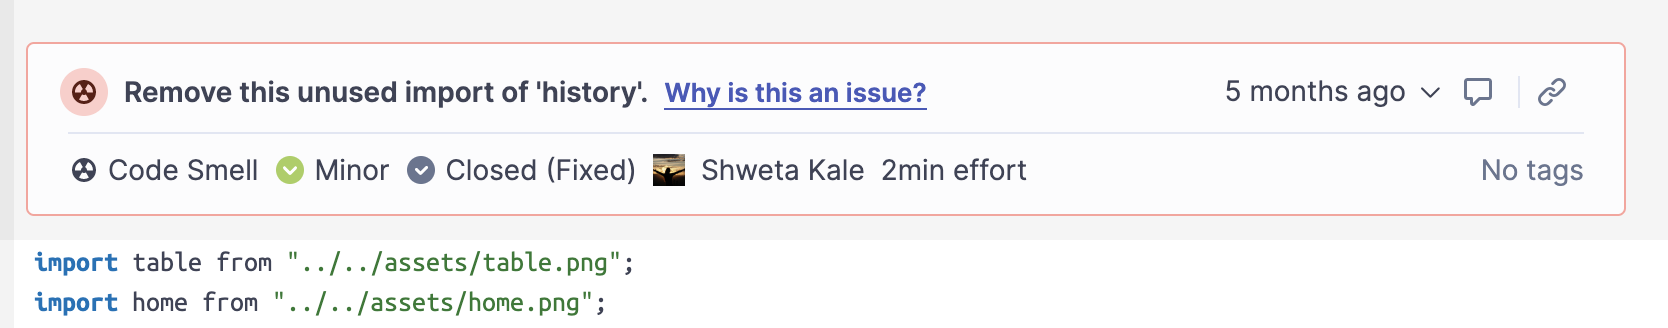 Remove this unused import of 'history'. Why is this an issue? 5 months ago
Code Smell Minor Closed (Fixed) Shweta Kale 2min effort No tags
import table from "../../assets/table.png";
import home from "../../assets/home.png";